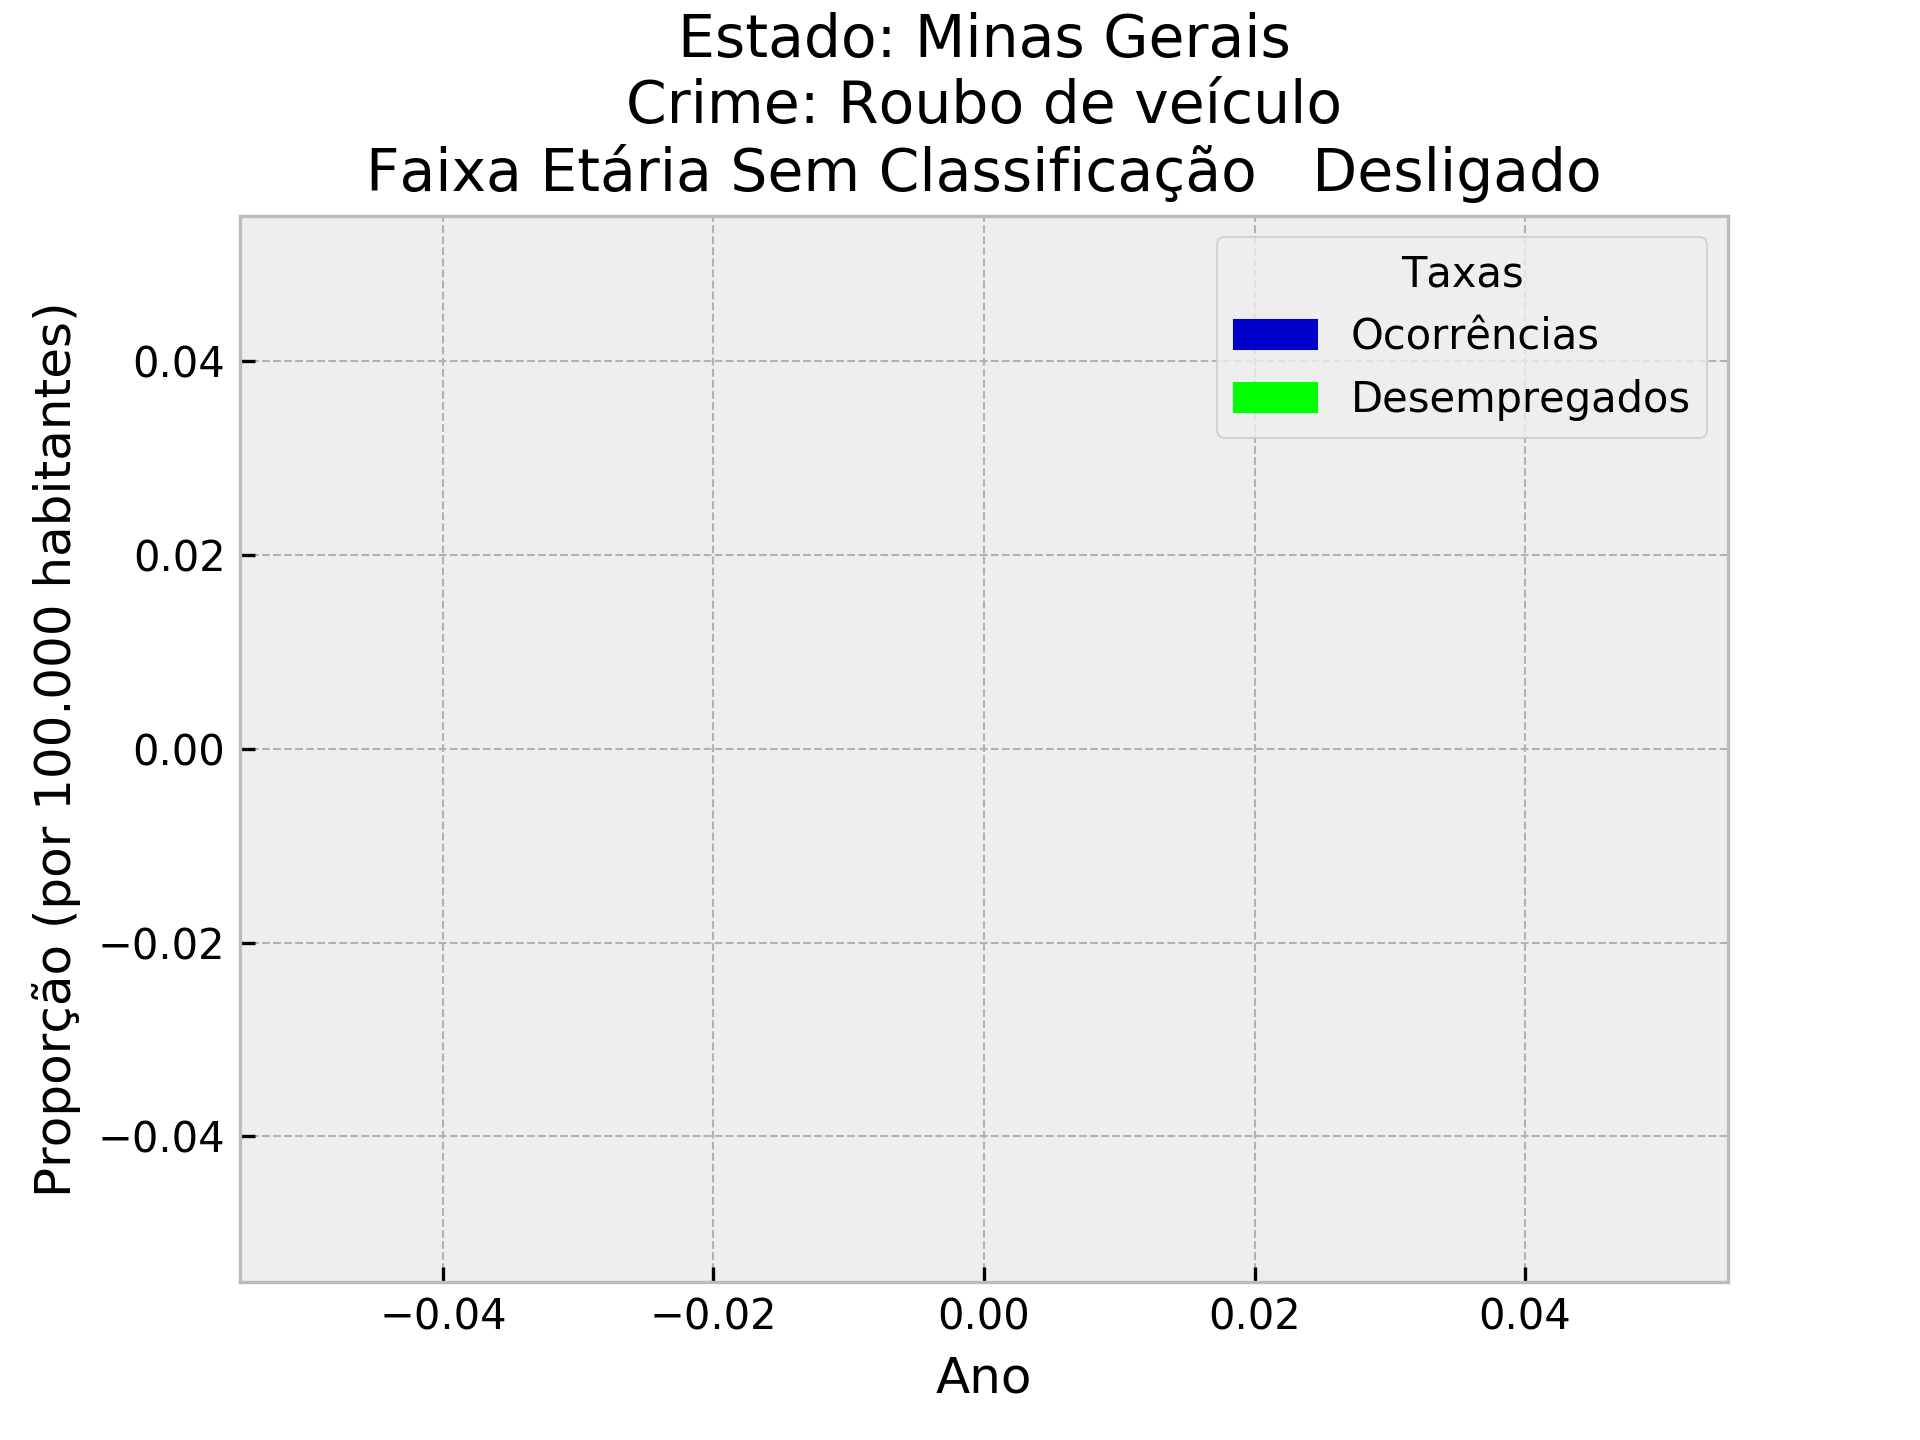 Estado: Minas Gerais
Crime: Roubo de veículo
Faixa Etária Sem Classificação   Desligado
Taxas
Ocorrências
Desempregados
Proporção (por 100.000 habitantes)
0.04
0.02
0.00
−0.02
−0.04
−0.04
−0.02
0.00
0.02
0.04
Ano